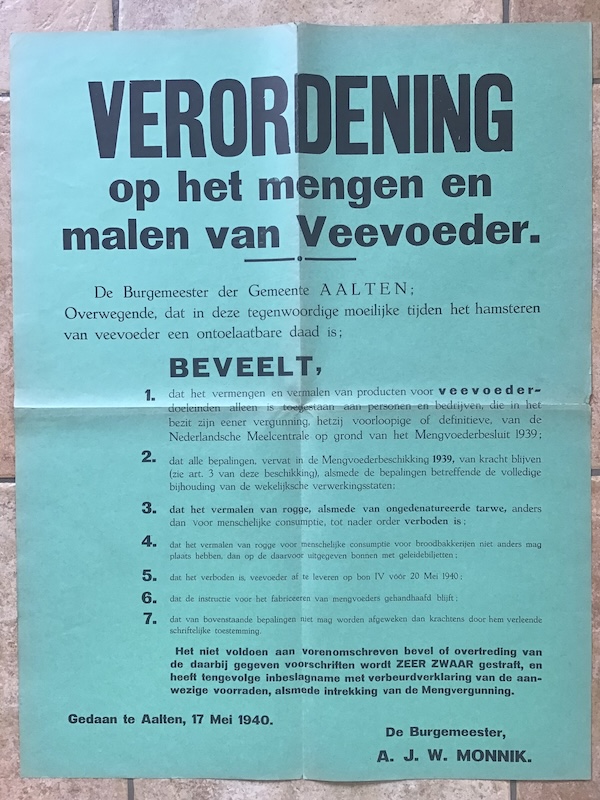 VERORDENING
op het mengen en
malen van Veevoeder.
De Burgemeester der Gemeente AALTEN;
Overwegende, dat in deze tegenwoordige moeilijke tijden het hamsteren
van veevoeder een ontoelaatbare daad is;
BEVEELT,
1. dat het vermengen en vermalen van producten voor veevoeder-
doeleinden alleen is toegestaan aan personen en bedrijven, die in het
bezit zijn eener vergunning, hetzij voorloopige of definitieve, van de
Nederlandsche Meelcentrale op grond van het Mengvoederbesluit 1939;
2. dat alle bepalingen, vervat in de Mengvoederbeschikking 1939, van kracht blijven
(zie art. 3 van deze beschikking), alsmede de bepalingen betreffende de volledige
bijhouding van de wekelijksche verwerkingsstaten;
3. dat het vermalen van rogge, alsmede van ongedenatureerde tarwe, anders
dan voor menschelijke consumptie, tot nader order verboden is;
4. dat het vermalen van rogge voor menschelijke consumptie voor broodbakkerijen niet anders mag
plaats hebben, dan op de daarvoor uitgegeven bonnen met geleidebiljetten;
5. dat het verboden is, veevoeder af te leveren op bon IV vóór 20 Mei 1940;
6. dat de instructie voor het fabriceeren van mengvoeders gehandhaafd blijft;
7. dat van bovenstaande bepalingen niet mag worden afgeweken dan krachtens door hem verleende
schriftelijke toestemming.
Het niet voldoen aan vorenomschreven bevel of overtreding van
de daarbij gegeven voorschriften wordt ZEER ZWAAR gestraft, en
heeft tengevolge inbeslagname met verbeurdverklaring van de aan-
wezige voorraden, alsmede intrekking van de Mengvergunning.
Gedaan te Aalten, 17 Mei 1940.
De Burgemeester,
A. J. W. MONNIK.